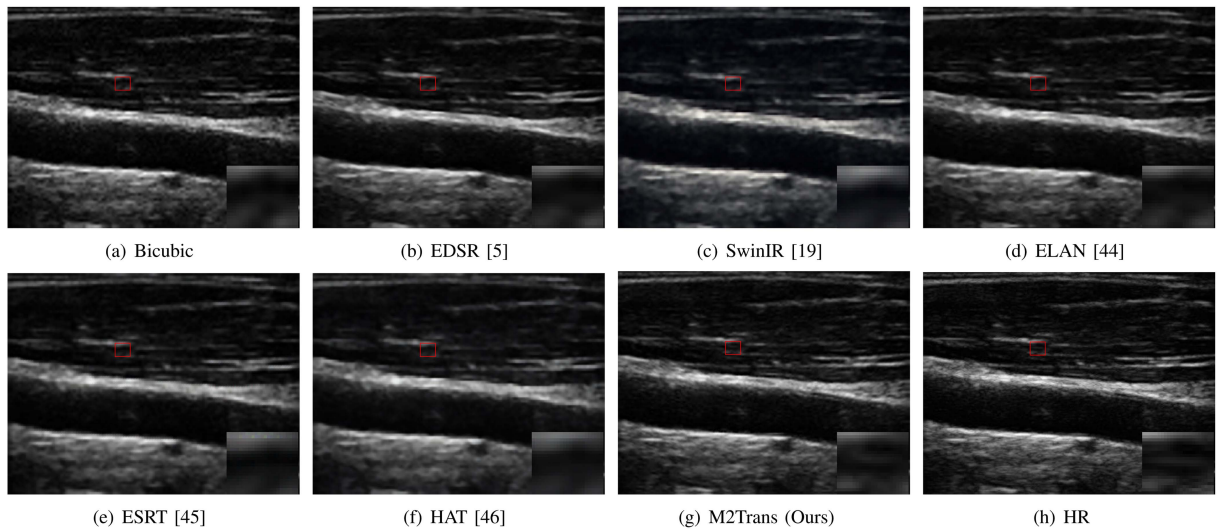 (a) Bicubic
(b) EDSR [5]
(c) SwinIR [19]
(d) ELAN [44]
(e) ESRT [45]
(f) HAT [46]
(g) M2Trans (Ours)
(h) HR